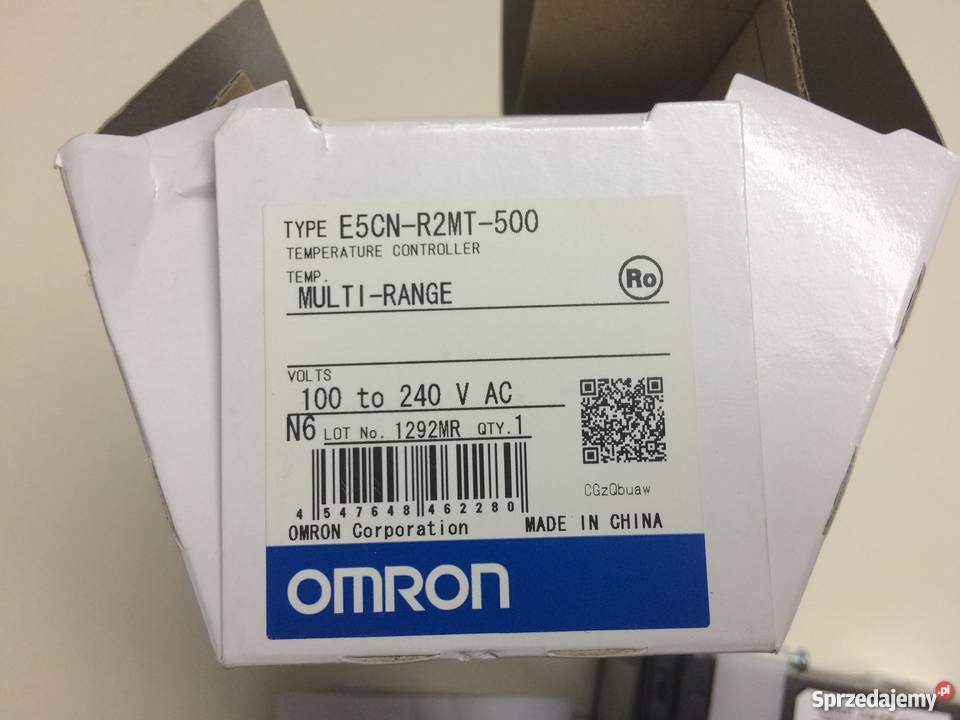 TYPE E5CN-R2MT-500
TEMPERATURE CONTROLLER
TEMP.
MULTI-RANGE
Ro
VOLTS
100 to 240 V AC
N6 LOT No. 1292MR QTY.1
CGzQbuaw
4 547648 462280
OMRON Corporation MADE IN CHINA
OMRON
Sprzedajemy.pl